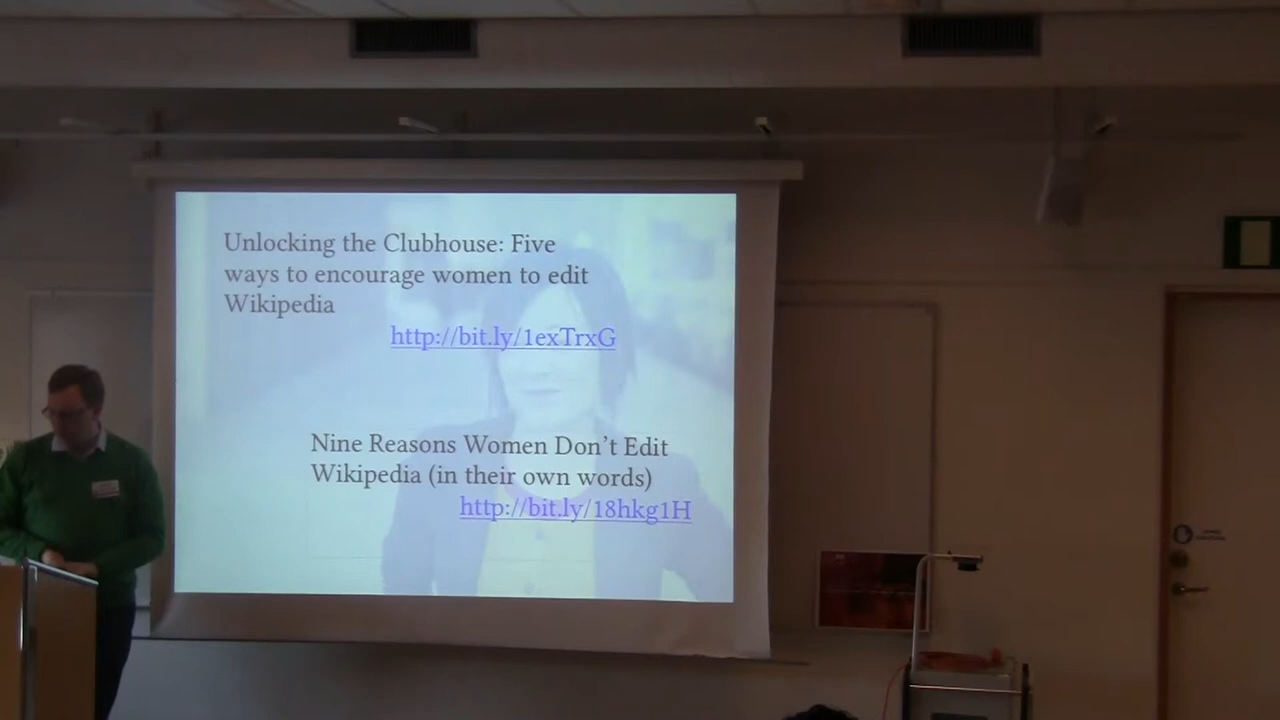 Unlocking the Clubhouse: Five
ways to encourage women to edit
Wikipedia
http://bit.ly/1exTrxG
Nine Reasons Women Don't Edit
Wikipedia (in their own words)
http://bit.ly/18hkg1H